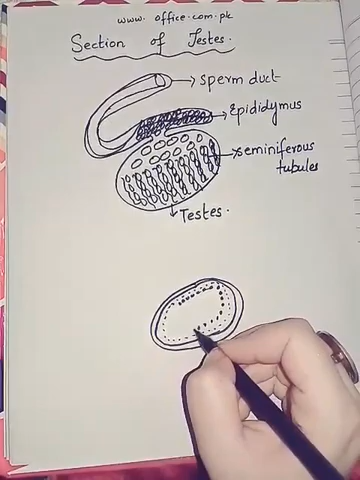 www. office.com.pk
Section of Testes.
sperm duct
Epididymus
seminiferous
tubules
Testes.